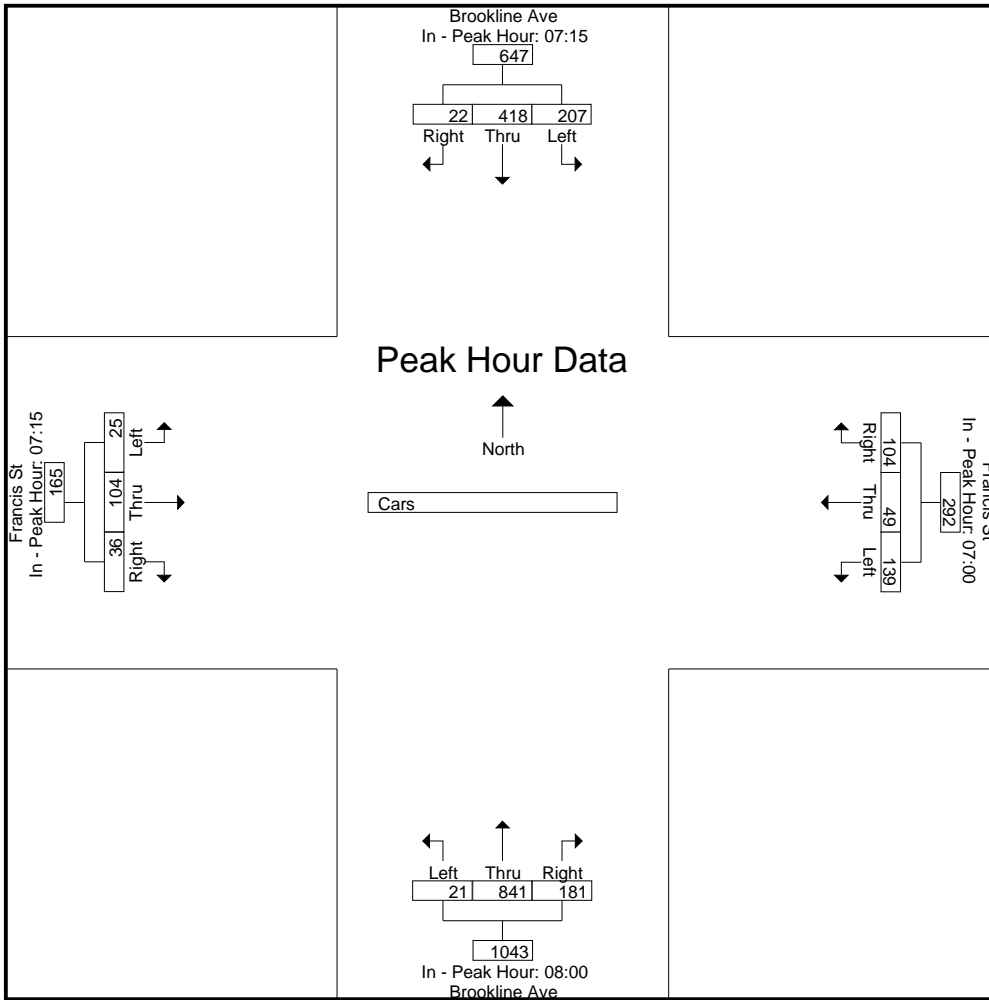 Brookline Ave
In - Peak Hour: 07:15
647
22 418 207
Right Thru Left
Peak Hour Data
North
Cars
Francis St
In - Peak Hour: 07:15
165
25 104 36
Left Thru Right
Right Thru Left
104 49 139
292
In - Peak Hour: 07:00
Francis St
Left Thru Right
21 841 181
1043
In - Peak Hour: 08:00
Brookline Ave